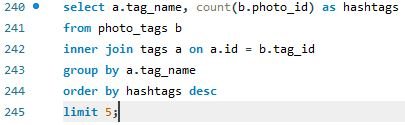 240 select a.tag_name, count(b.photo_id) as hashtags
241 from photo_tags b
242 inner join tags a on a.id = b.tag_id
243 group by a.tag_name
244 order by hashtags desc
245 limit 5;